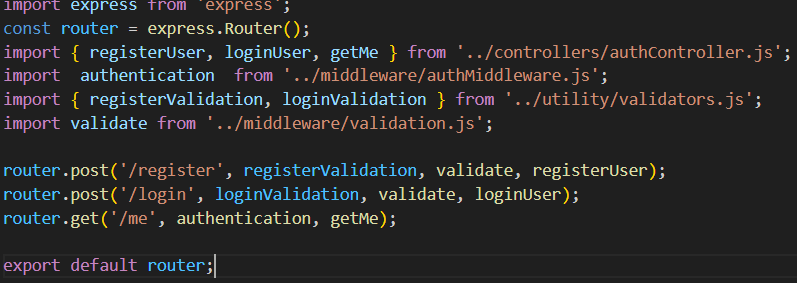 import express from 'express';
const router = express.Router();
import { registerUser, loginUser, getMe } from '../controllers/authController.js';
import  authentication  from '../middleware/authMiddleware.js';
import { registerValidation, loginValidation } from '../utility/validators.js';
import validate from '../middleware/validation.js';

router.post('/register', registerValidation, validate, registerUser);
router.post('/login', loginValidation, validate, loginUser);
router.get('/me', authentication, getMe);

export default router;